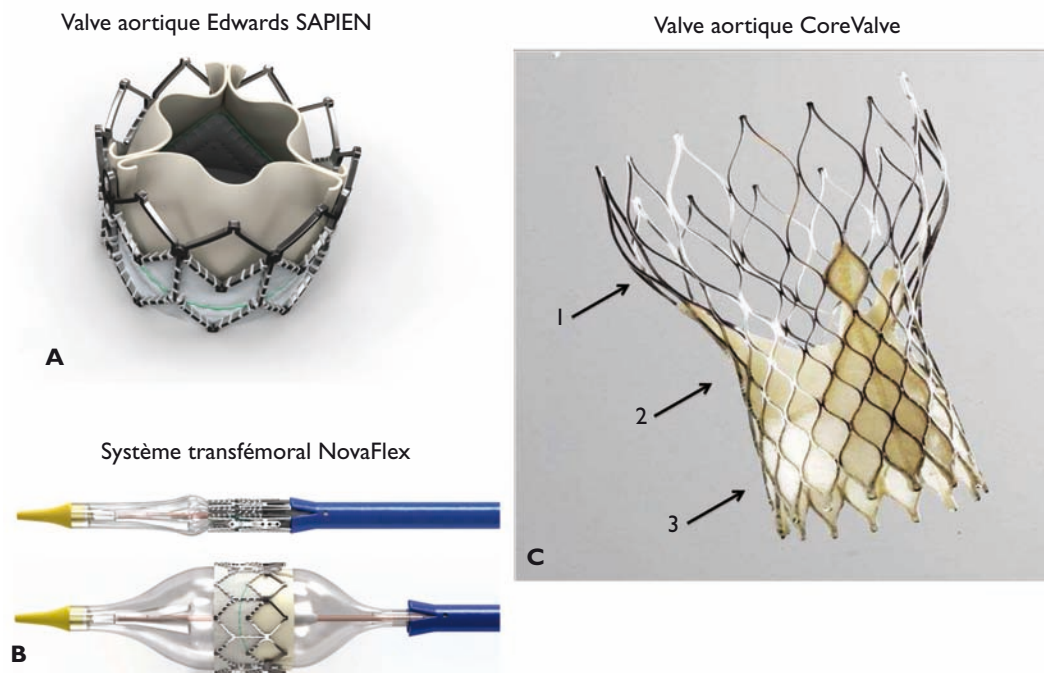 Valve aortique Edwards SAPIEN
A
Système transfémoral NovaFlex
B
Valve aortique CoreValve
1
2
3
C